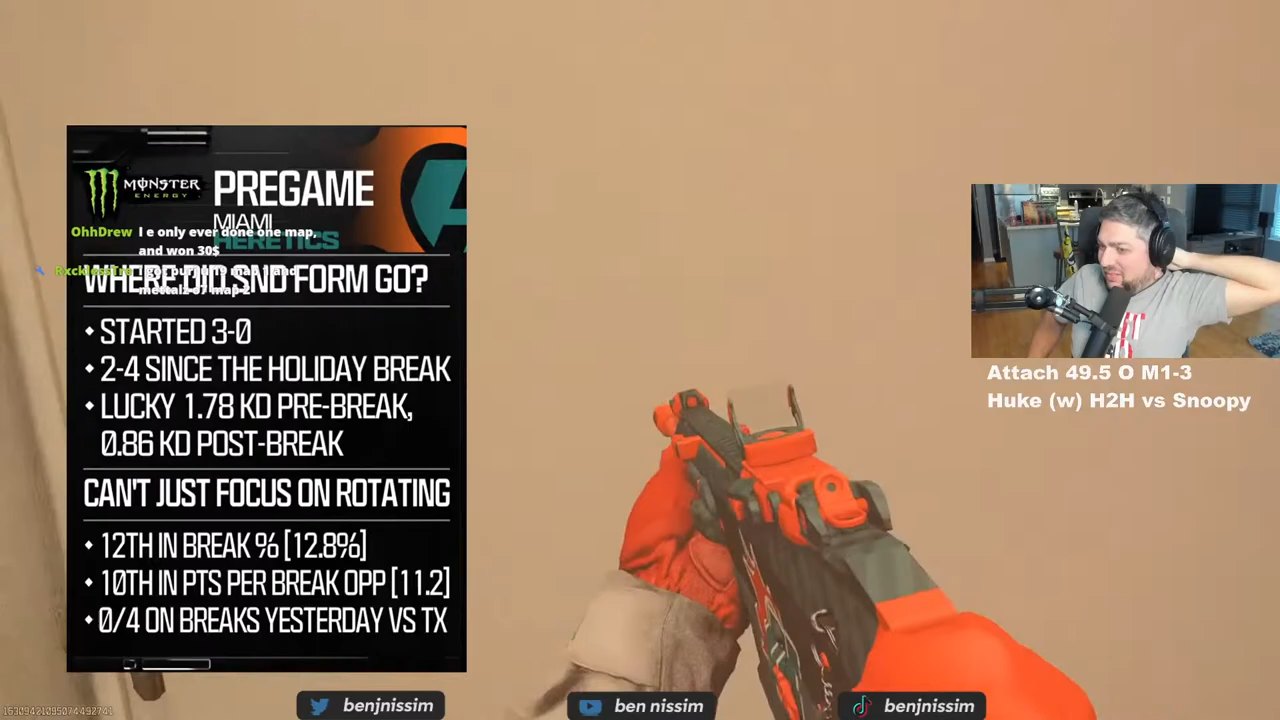 MONSTER
ENERGY
PREGAME
MIAMI
HERETICS
OhhDrew I e only ever done one map,
and won 30$
WHERE DID SND FORM GO?
• STARTED 3-0
• 2-4 SINCE THE HOLIDAY BREAK
• LUCKY 1.78 KD PRE-BREAK,
0.86 KD POST-BREAK
CAN'T JUST FOCUS ON ROTATING
• 12TH IN BREAK % [12.8%]
• 10TH IN PTS PER BREAK OPP [11.2]
• 0/4 ON BREAKS YESTERDAY VS TX
Attach 49.5 O M1-3
Huke (w) H2H vs Snoopy
benjnissim
ben nissim
benjnissim